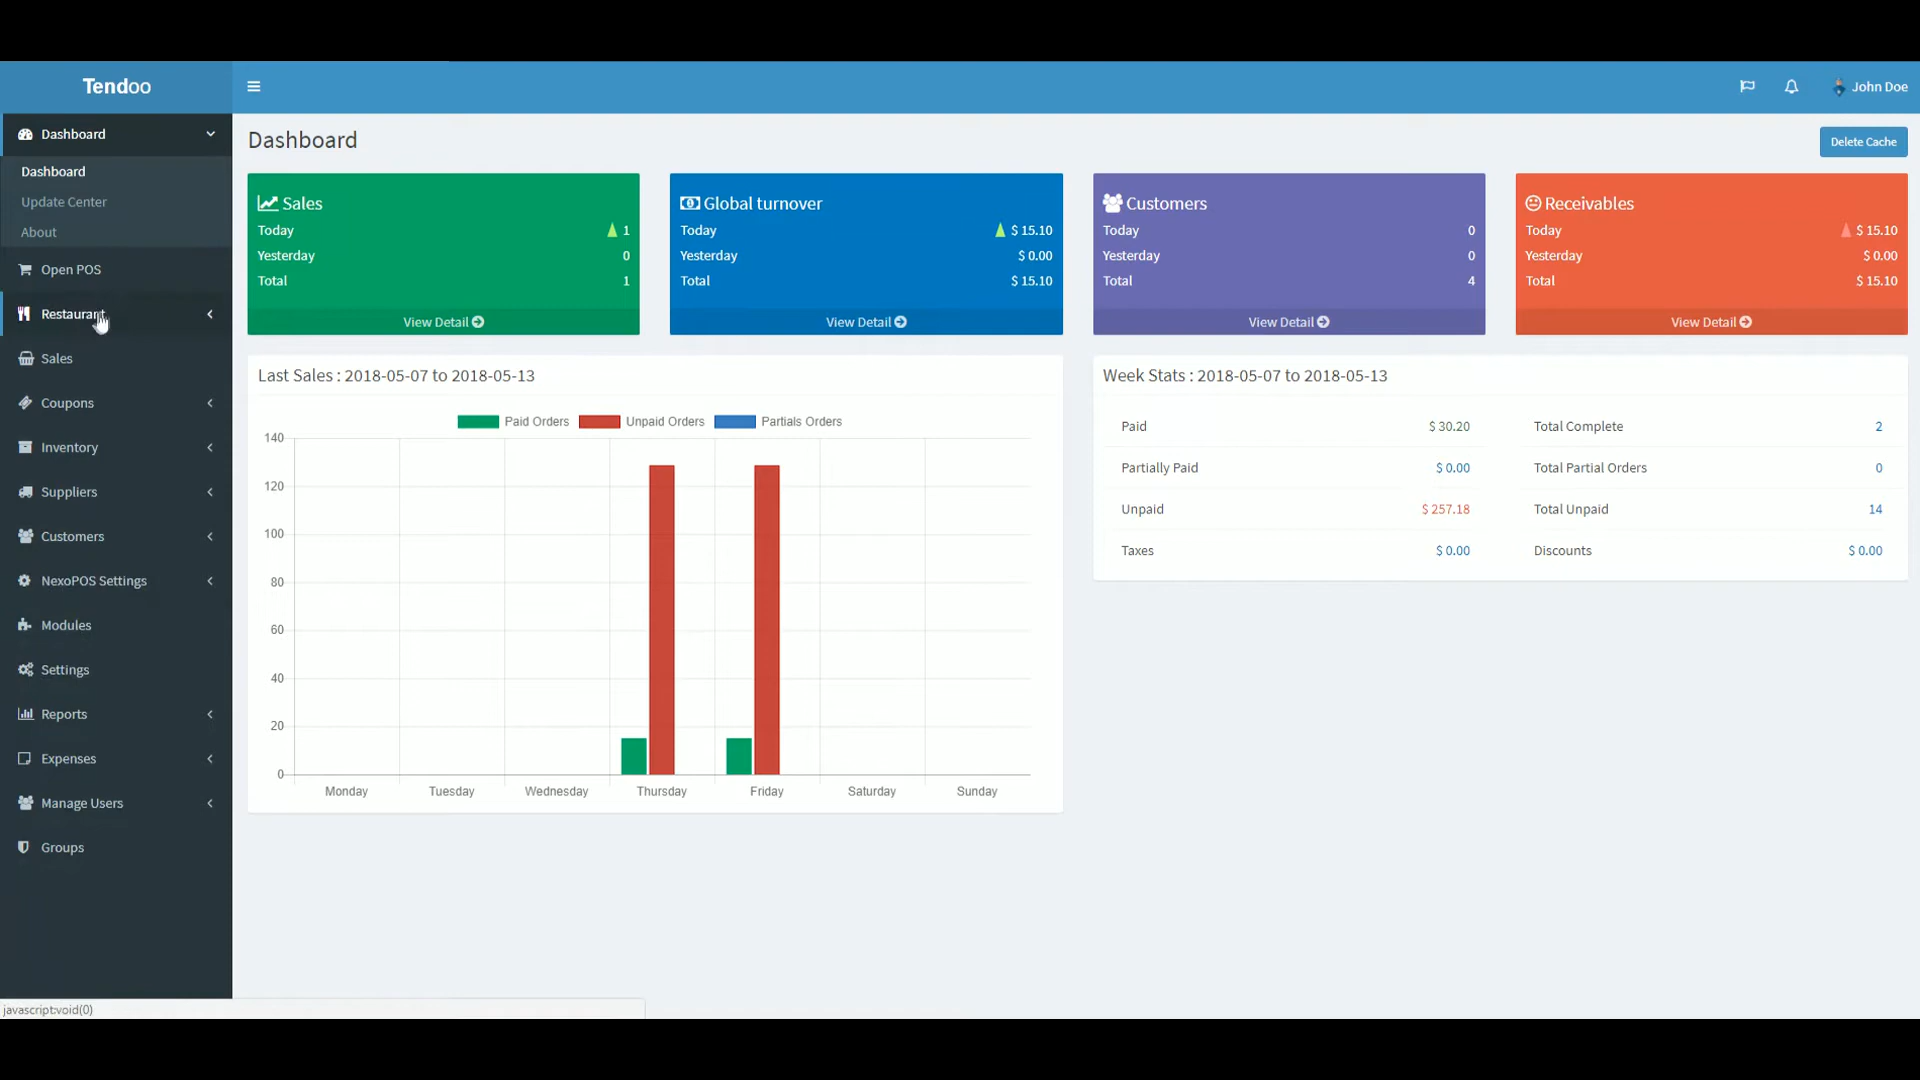 Tendoo
John Doe
Dashboard
Dashboard
Update Center
About
Open POS
Restaurant
Sales
Coupons
Inventory
Suppliers
Customers
NexoPOS Settings
Modules
Settings
Reports
Expenses
Manage Users
Groups
Dashboard
Delete Cache
Sales
Today 1
Yesterday 0
Total 1
View Detail
Global turnover
Today $ 15.10
Yesterday $ 0.00
Total $ 15.10
View Detail
Customers
Today 0
Yesterday 0
Total 4
View Detail
Receivables
Today $ 15.10
Yesterday $ 0.00
Total $ 15.10
View Detail
Last Sales : 2018-05-07 to 2018-05-13
Paid Orders Unpaid Orders Partials Orders
140
120
100
80
60
40
20
0
Monday Tuesday Wednesday Thursday Friday Saturday Sunday
Week Stats : 2018-05-07 to 2018-05-13
Paid $ 30.20 Total Complete 2
Partially Paid $ 0.00 Total Partial Orders 0
Unpaid $ 257.18 Total Unpaid 14
Taxes $ 0.00 Discounts $ 0.00
javascript:void(0)